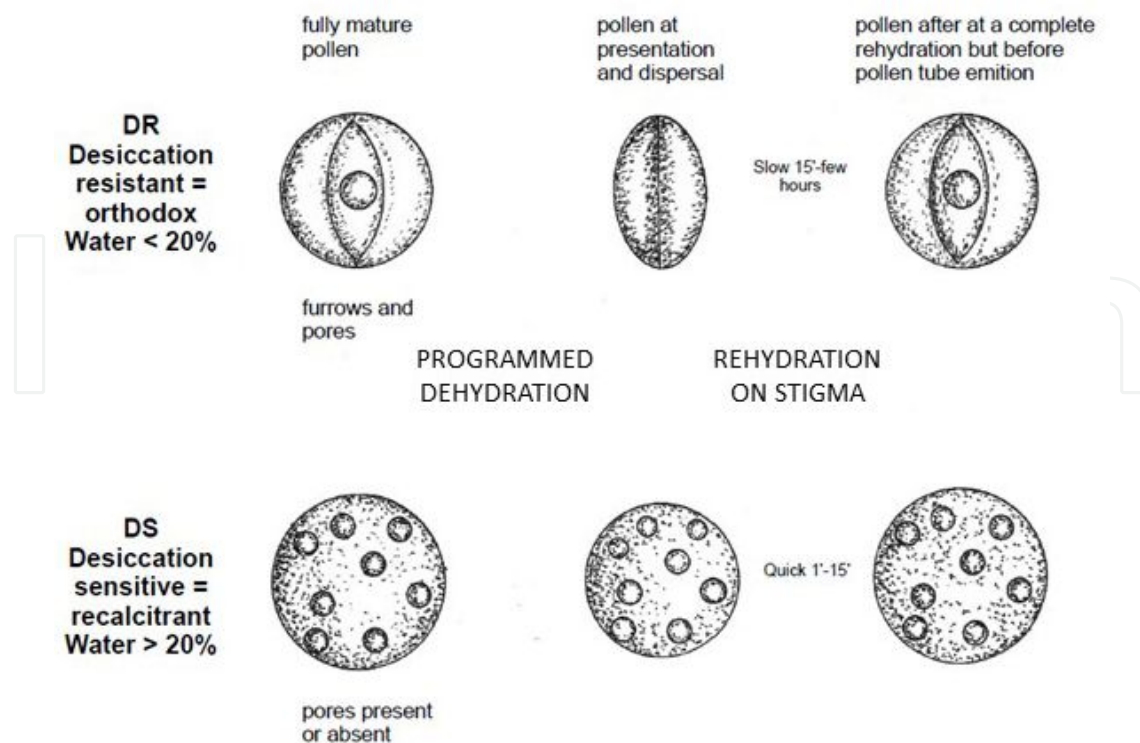 fully mature
pollen
pollen at
presentation
and dispersal
pollen after at a complete
rehydration but before
pollen tube emition
DR
Desiccation
resistant =
orthodox
Water < 20%
Slow 15'-few
hours
furrows and
pores
PROGRAMMED
DEHYDRATION
REHYDRATION
ON STIGMA
DS
Desiccation
sensitive =
recalcitrant
Water > 20%
Quick 1'-15'
pores present
or absent